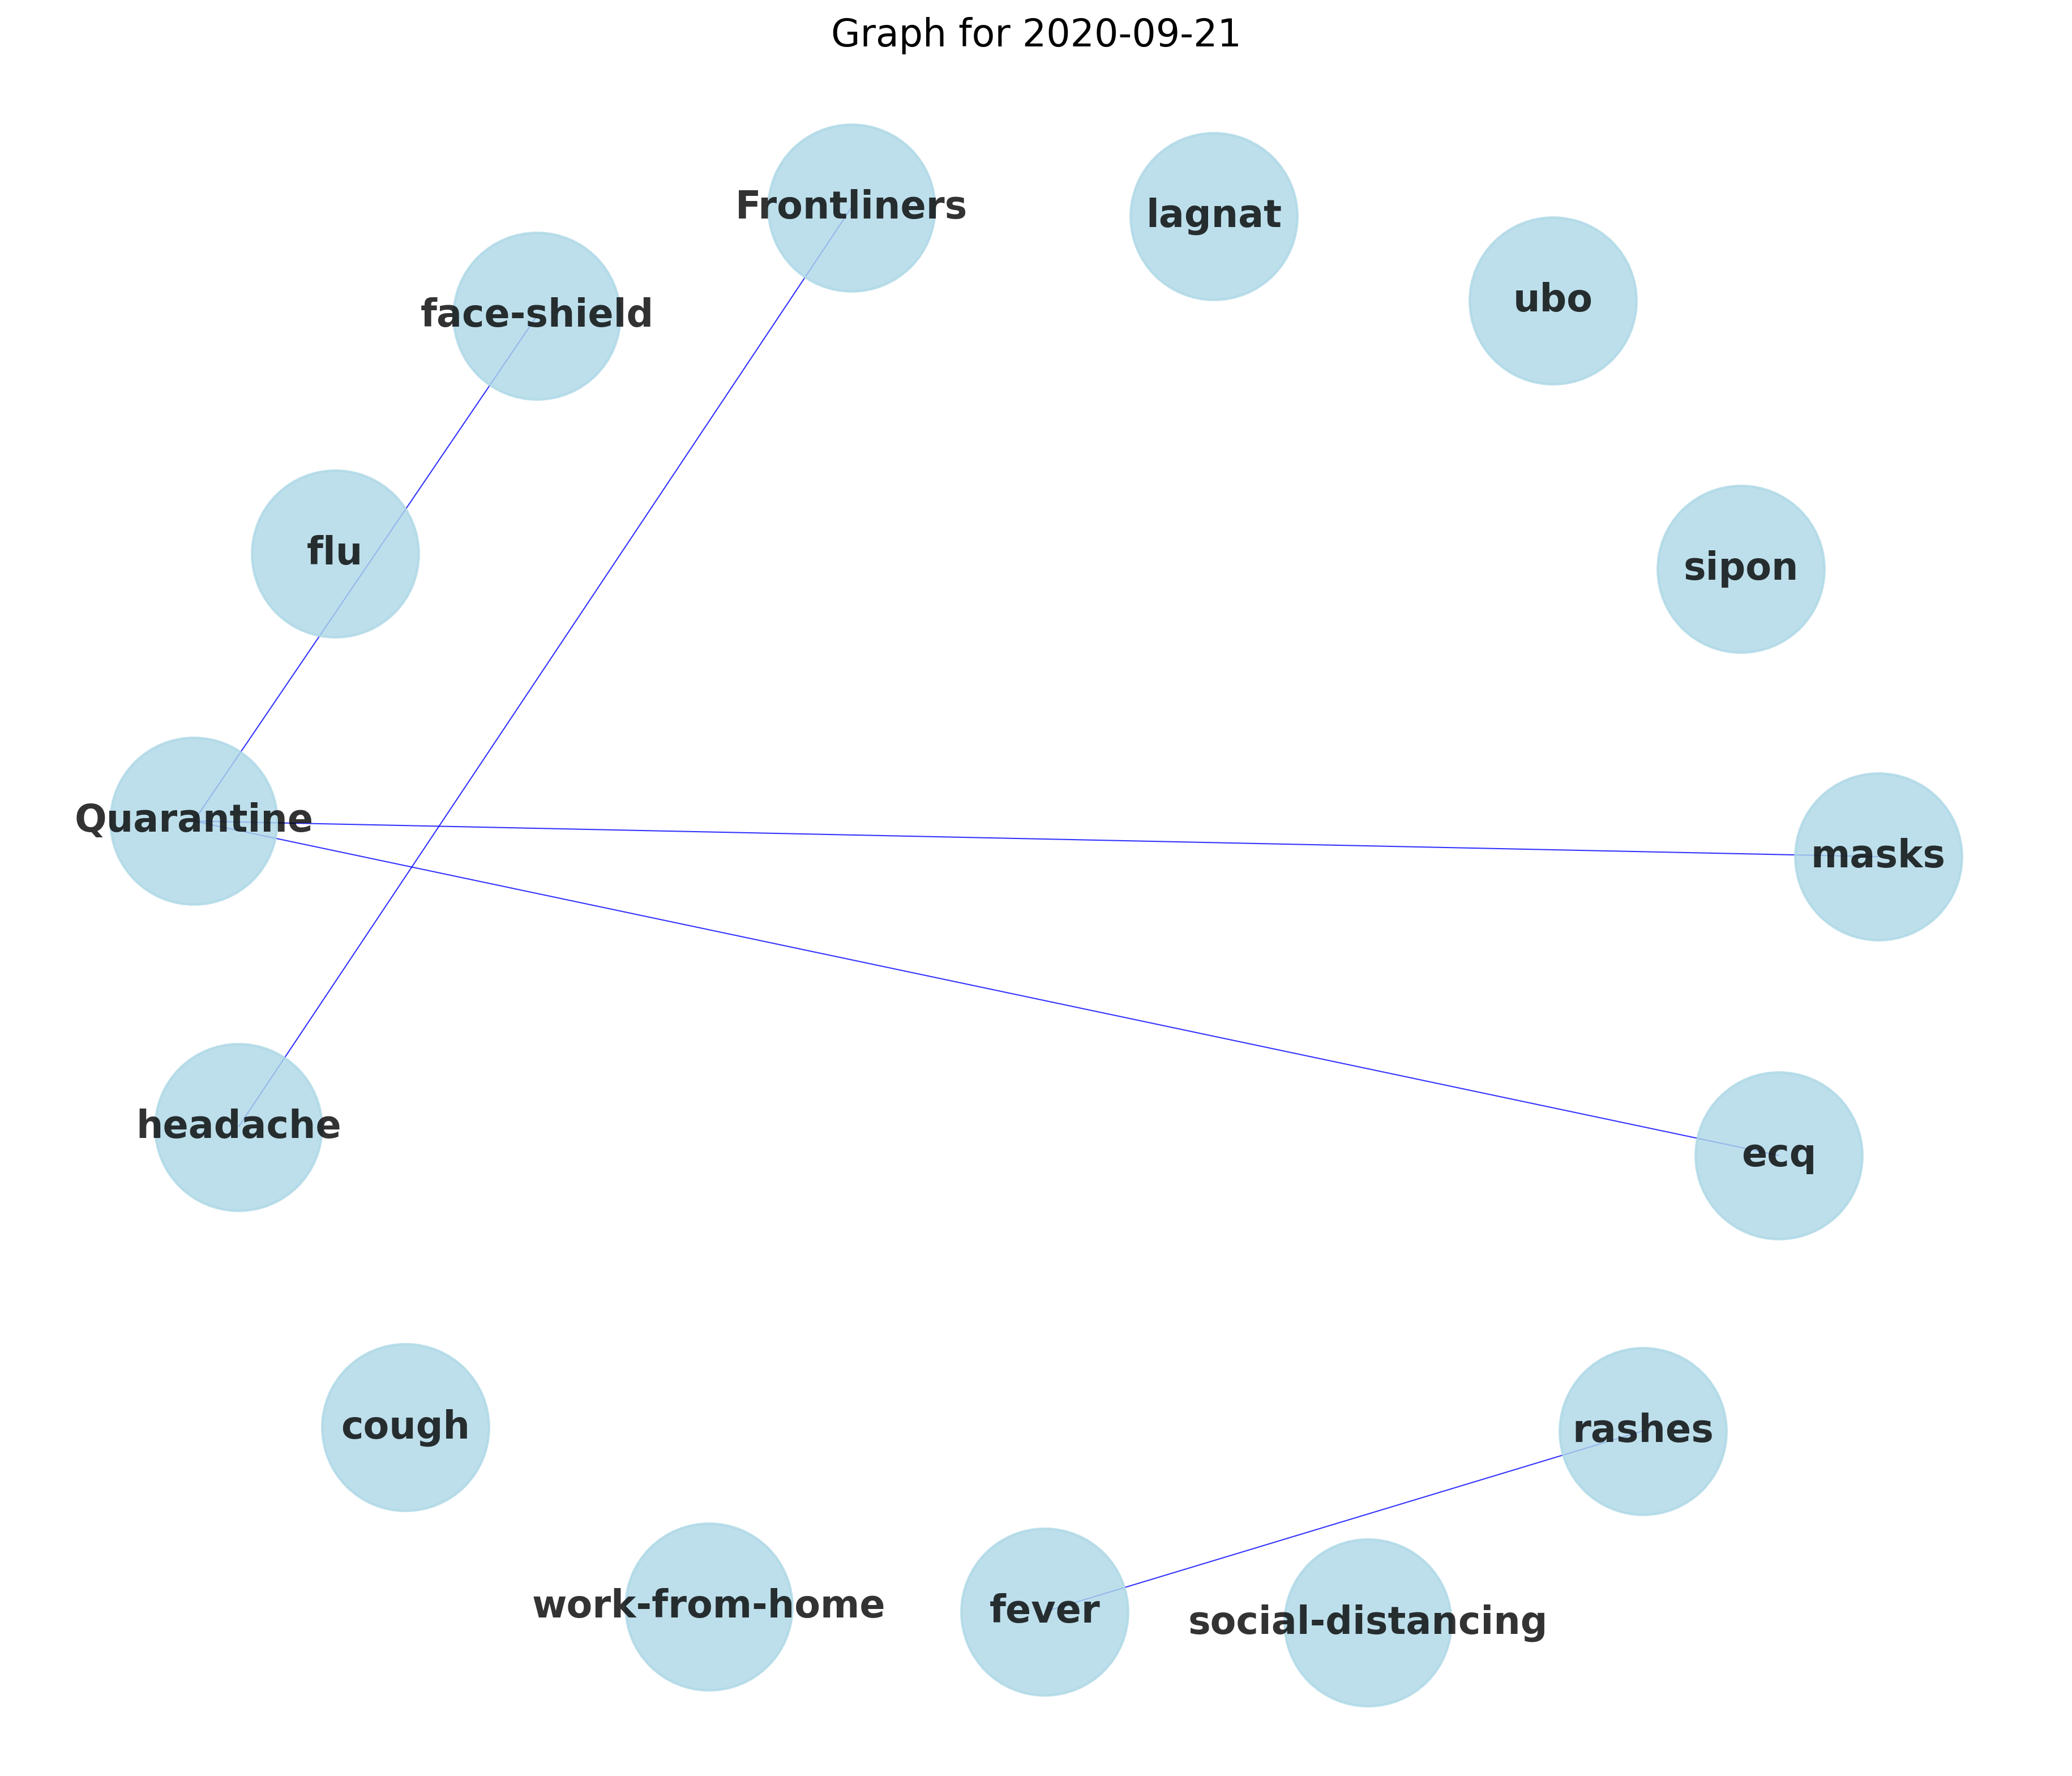 Graph for 2020-09-21
Frontliners
lagnat
ubo
face-shield
flu
sipon
Quarantine
masks
headache
ecq
cough
rashes
work-from-home
fever
social-distancing